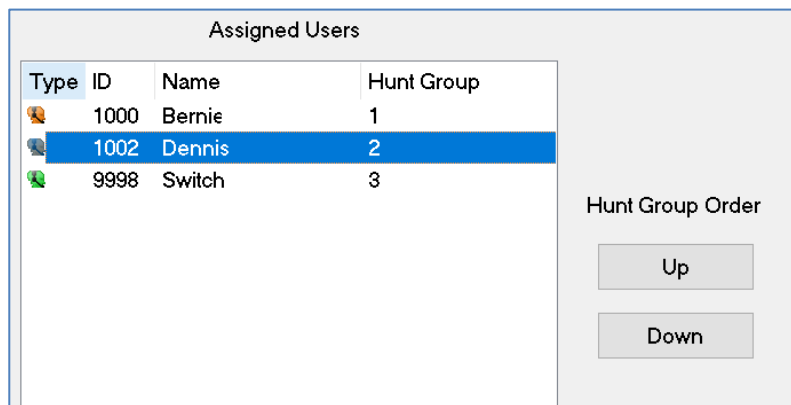 Assigned Users
Type ID Name Hunt Group
1000 Bernie 1
1002 Dennis 2
9998 Switch 3
Hunt Group Order
Up
Down